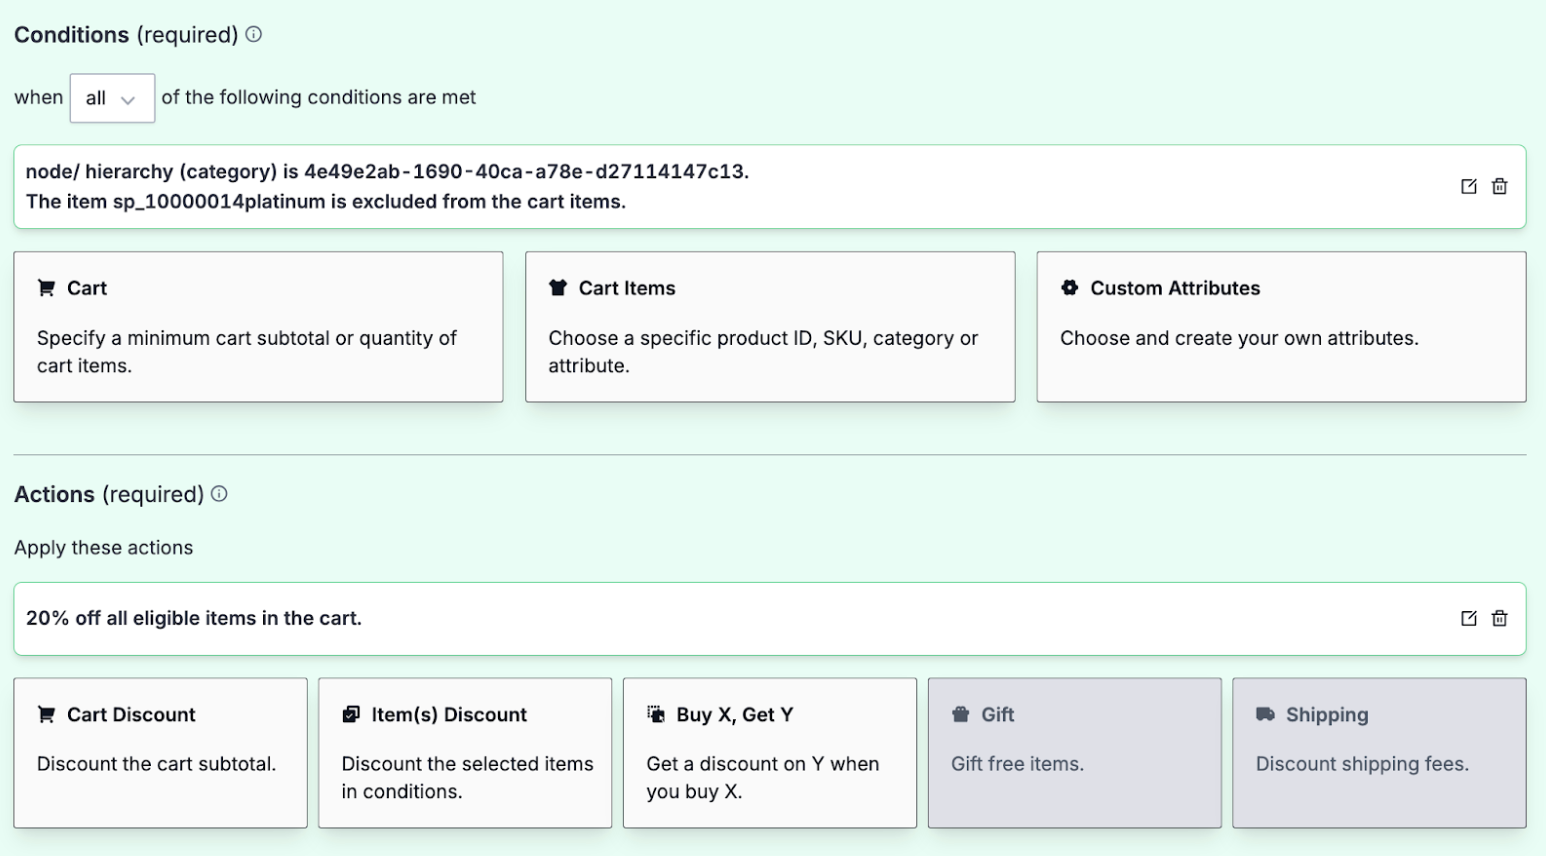 Conditions (required)
when all of the following conditions are met
node/ hierarchy (category) is 4e49e2ab-1690-40ca-a78e-d27114147c13.
The item sp_10000014platinum is excluded from the cart items.
Cart
Specify a minimum cart subtotal or quantity of
cart items.
Cart Items
Choose a specific product ID, SKU, category or
attribute.
Custom Attributes
Choose and create your own attributes.
Actions (required)
Apply these actions
20% off all eligible items in the cart.
Cart Discount
Discount the cart subtotal.
Item(s) Discount
Discount the selected items
in conditions.
Buy X, Get Y
Get a discount on Y when
you buy X.
Gift
Gift free items.
Shipping
Discount shipping fees.